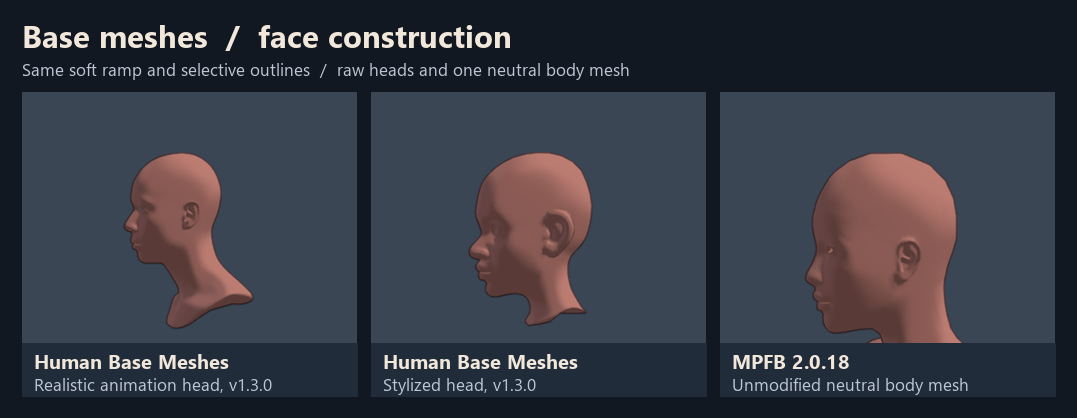 Base meshes / face construction
Same soft ramp and selective outlines / raw heads and one neutral body mesh
Human Base Meshes
Realistic animation head, v1.3.0
Human Base Meshes
Stylized head, v1.3.0
MPFB 2.0.18
Unmodified neutral body mesh